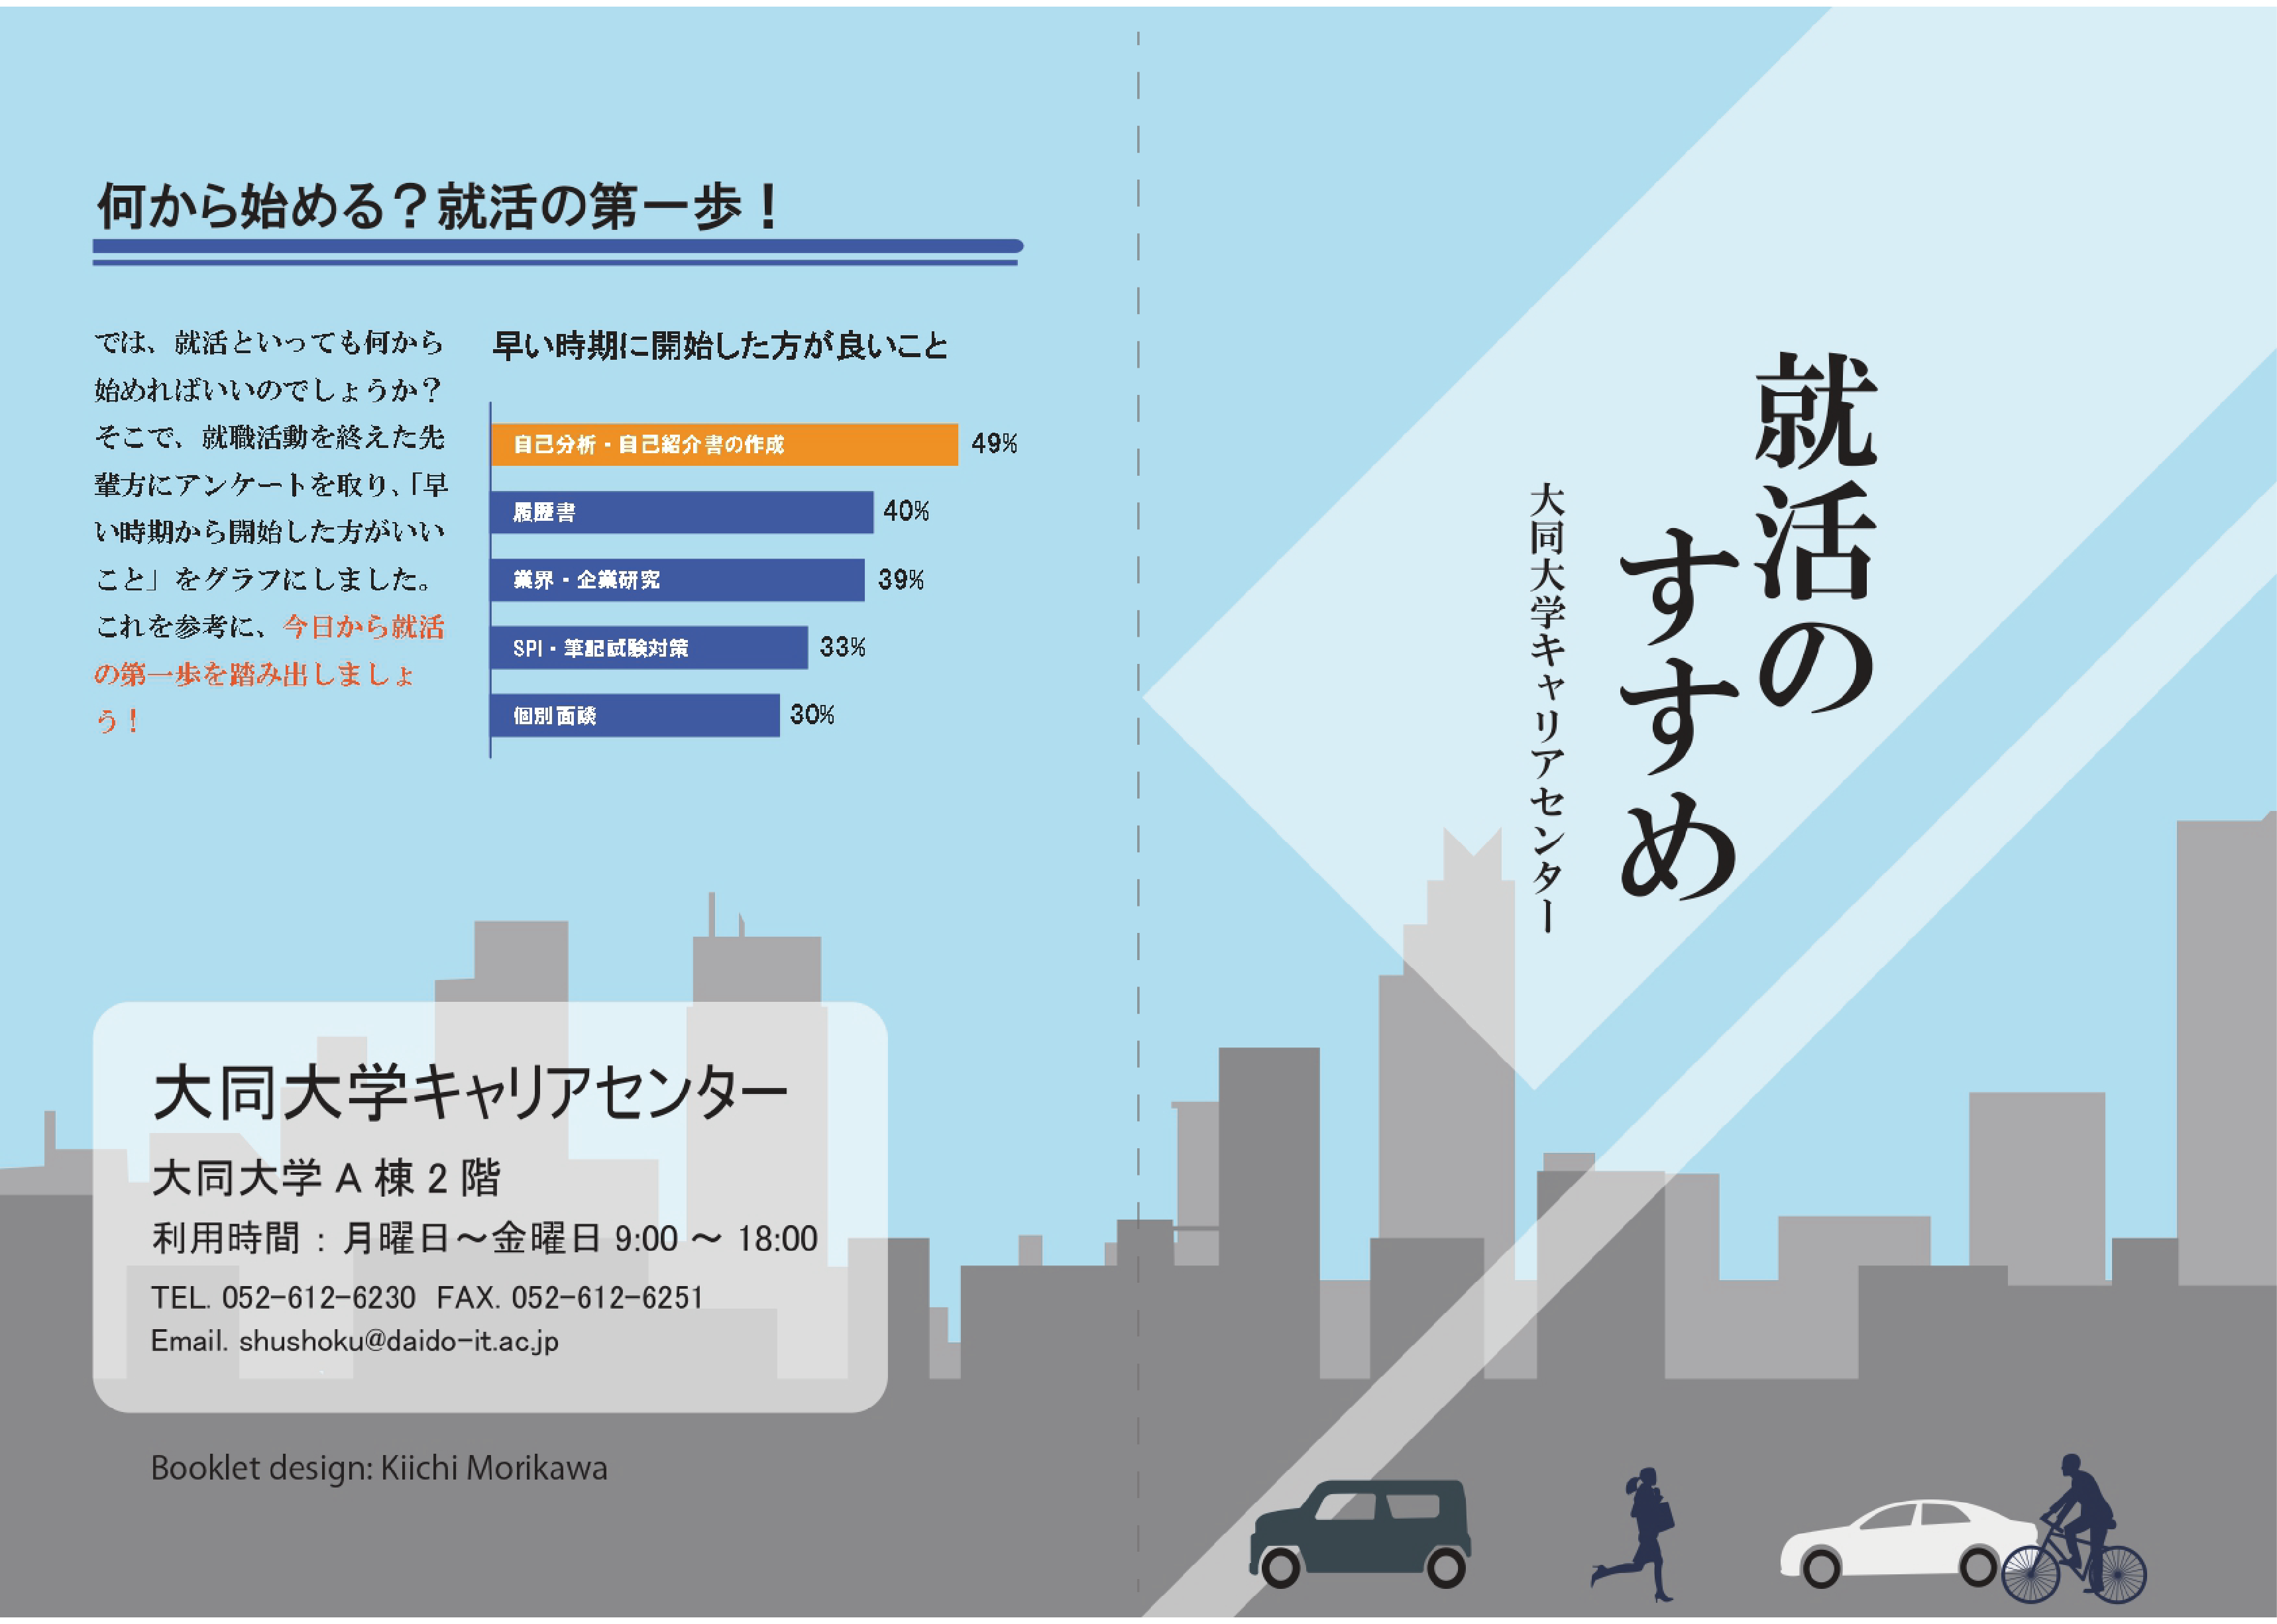 何から始める？就活の第一歩！
では、就活といっても何から
始めればいいのでしょうか？
そこで、就職活動を終えた先
輩方にアンケートを取り、「早
い時期から開始した方がいい
こと」をグラフにしました。
これを参考に、今日から就活
の第一歩を踏み出しましょ
う！
早い時期に開始した方が良いこと
自己分析・自己紹介書の作成 49%
履歴書 40%
業界・企業研究 39%
SPI・筆記試験対策 33%
個別面談 30%
大同大学キャリアセンター
大同大学 A 棟 2 階
利用時間：月曜日～金曜日 9:00 ～ 18:00
TEL. 052-612-6230 FAX. 052-612-6251
Email. shushoku@daido-it.ac.jp
Booklet design: Kiichi Morikawa
就活の
すすめ
大同大学キャリアセンター